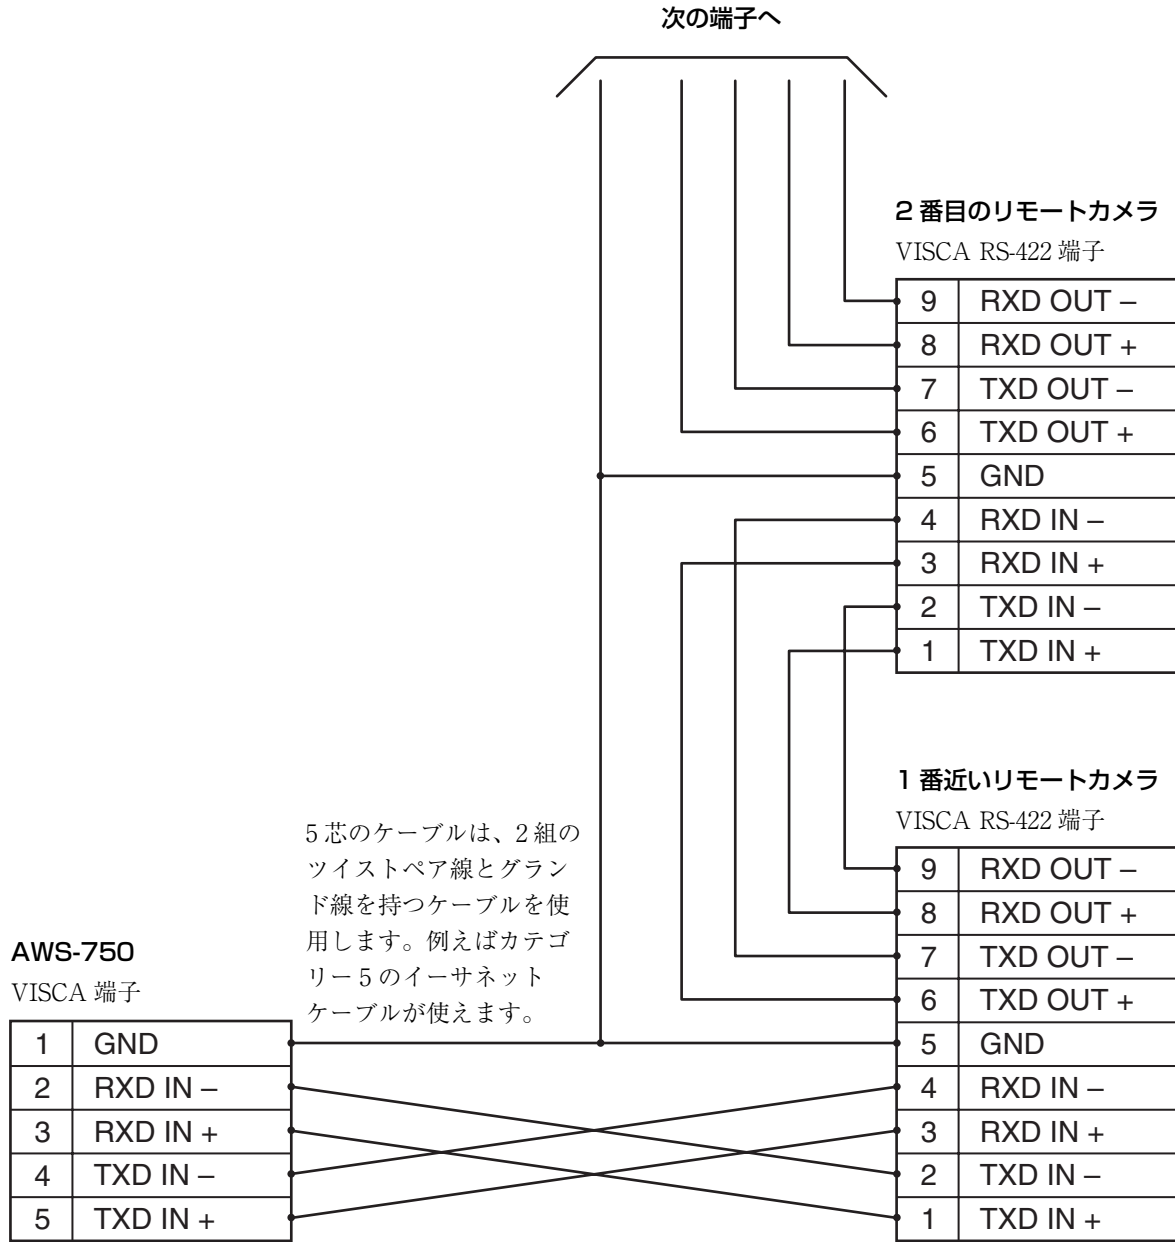 次の端子へ
2 番目のリモートカメラ
VISCA RS-422 端子
9 RXD OUT –
8 RXD OUT +
7 TXD OUT –
6 TXD OUT +
5 GND
4 RXD IN –
3 RXD IN +
2 TXD IN –
1 TXD IN +
1 番近いリモートカメラ
VISCA RS-422 端子
9 RXD OUT –
8 RXD OUT +
7 TXD OUT –
6 TXD OUT +
5 GND
4 RXD IN –
3 RXD IN +
2 TXD IN –
1 TXD IN +
5 芯のケーブルは、2 組の
ツイストペア線とグラン
ド線を持つケーブルを使
用します。例えばカテゴ
リー 5 のイーサネット
ケーブルが使えます。
AWS-750
VISCA 端子
1 GND
2 RXD IN –
3 RXD IN +
4 TXD IN –
5 TXD IN +